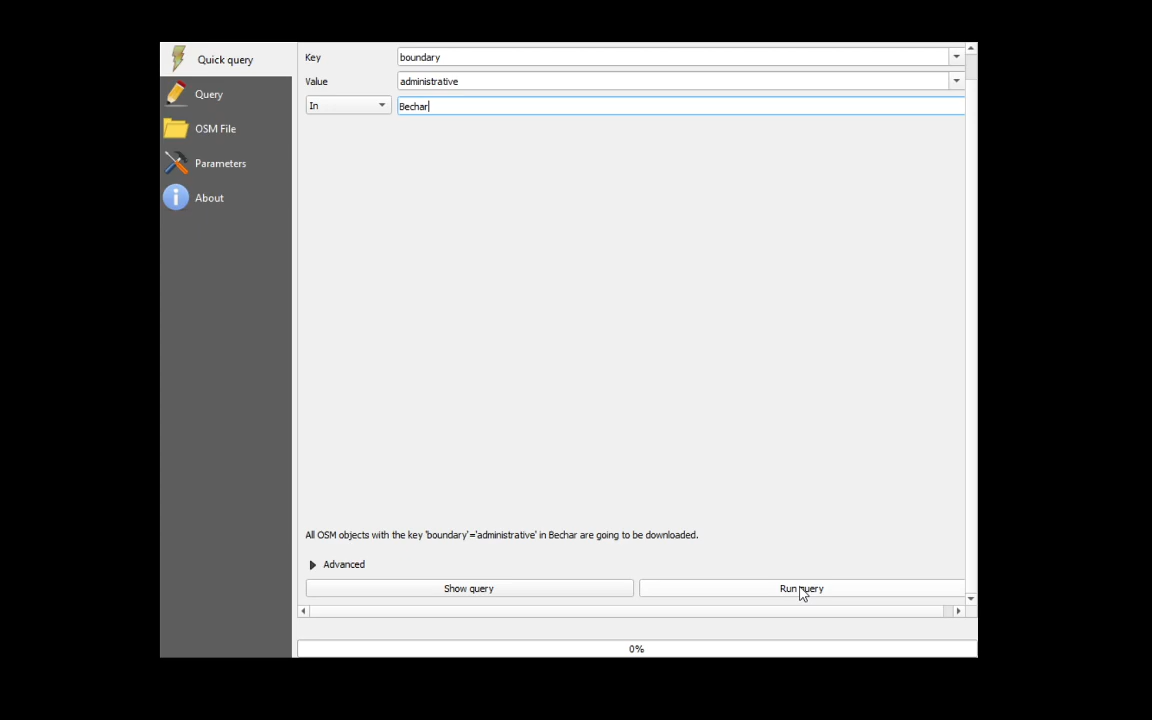 Quick query
Query
OSM File
Parameters
About
Key boundary
Value administrative
In Bechar
All OSM objects with the key 'boundary'='administrative' in Bechar are going to be downloaded.
Advanced
Show query Run query
0%